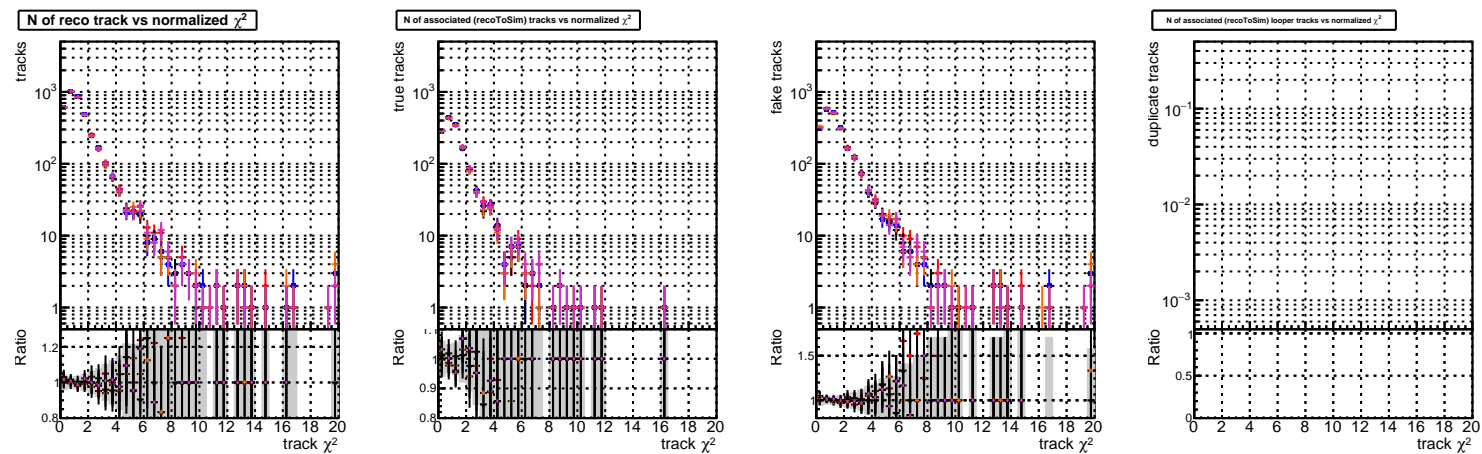 N of reco track vs normalized χ²
tracks
10³
10²
10
1
Ratio
1.2
1
0.8
0 2 4 6 8 10 12 14 16 18 20
track χ²
N of associated (recoToSim) tracks vs normalized χ²
true tracks
10³
10²
10
1
Ratio
1
0.9
0.8
0 2 4 6 8 10 12 14 16 18 20
track χ²
fake tracks
10³
10²
10
1
Ratio
1.5
1
0 2 4 6 8 10 12 14 16 18 20
track χ²
N of associated (recoToSim) looper tracks vs normalized χ²
duplicate tracks
10⁻¹
10⁻²
10⁻³
Ratio
1
0.5
0
0 2 4 6 8 10 12 14 16 18 20
track χ²